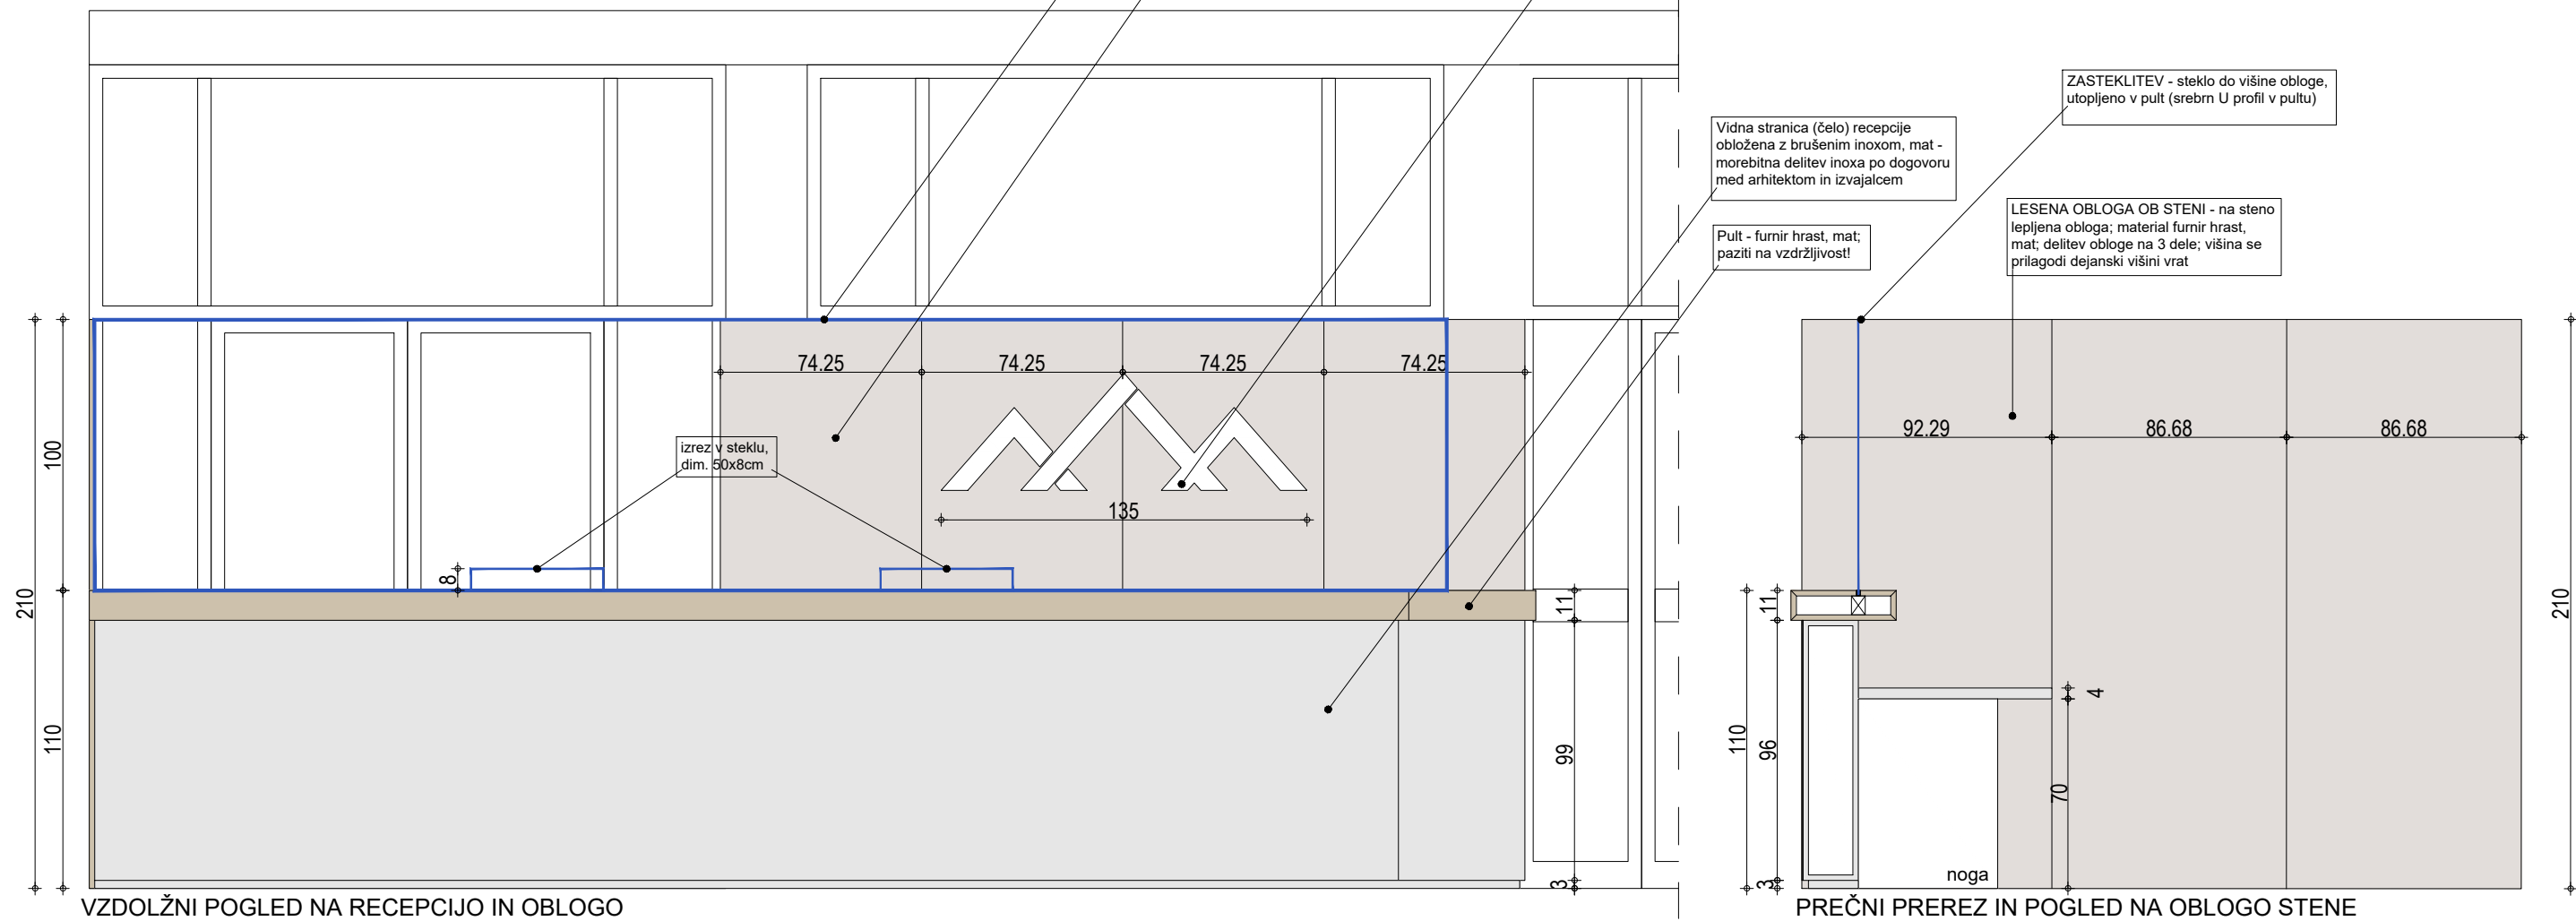 ZASTEKLITEV - steklo do višine obloge,
utopljeno v pult (srebrn U profil v pultu)
Vidna stranica (čelo) recepcije
obložena z brušenim inoxom, mat -
morebitna delitev inoxa po dogovoru
med arhitektom in izvajalcem
LESENA OBLOGA OB STENI - na steno
lepljena obloga; material furnir hrast,
mat; delitev obloge na 3 dele; višina se
prilagodi dejanski višini vrat
Pult - furnir hrast, mat;
paziti na vzdržljivost!
74.25
74.25
74.25
74.25
izrez v steklu,
dim. 50x8cm
135
8
100
210
110
11
99
3
92.29
86.68
86.68
11
110
96
3
4
70
210
noga
VZDOLŽNI POGLED NA RECEPCIJO IN OBLOGO
PREČNI PREREZ IN POGLED NA OBLOGO STENE